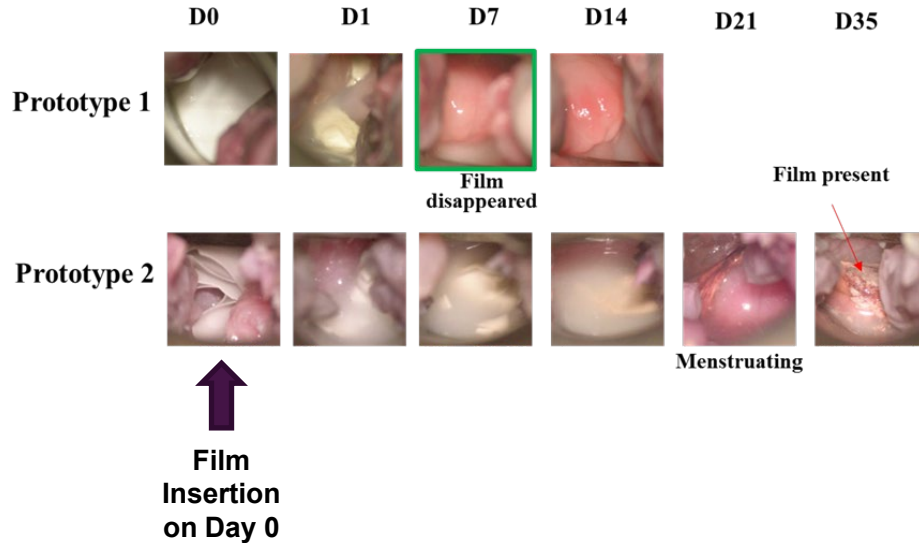 D0 D1 D7 D14 D21 D35
Prototype 1
Film
disappeared
Film present
Prototype 2
Menstruating
Film
Insertion
on Day 0